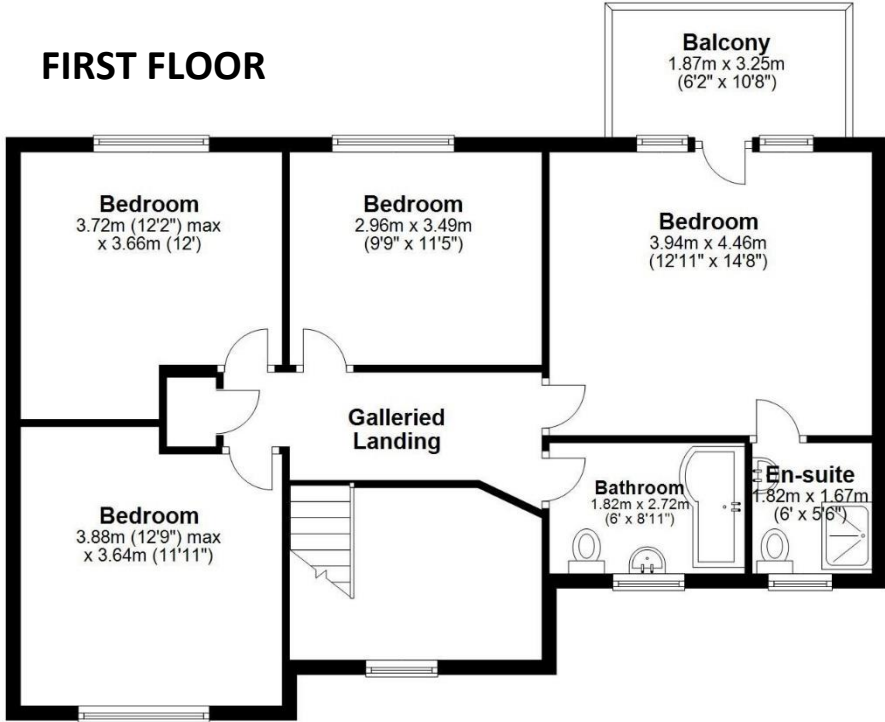 FIRST FLOOR
Balcony
1.87m x 3.25m
(6'2" x 10'8")
Bedroom
3.72m (12'2") max
x 3.66m (12')
Bedroom
2.96m x 3.49m
(9'9" x 11'5")
Bedroom
3.94m x 4.46m
(12'11" x 14'8")
Galleried
Landing
Bedroom
3.88m (12'9") max
x 3.64m (11'11")
Bathroom
1.82m x 2.72m
(6' x 8'11")
En-suite
1.82m x 1.67m
(6' x 5'6")